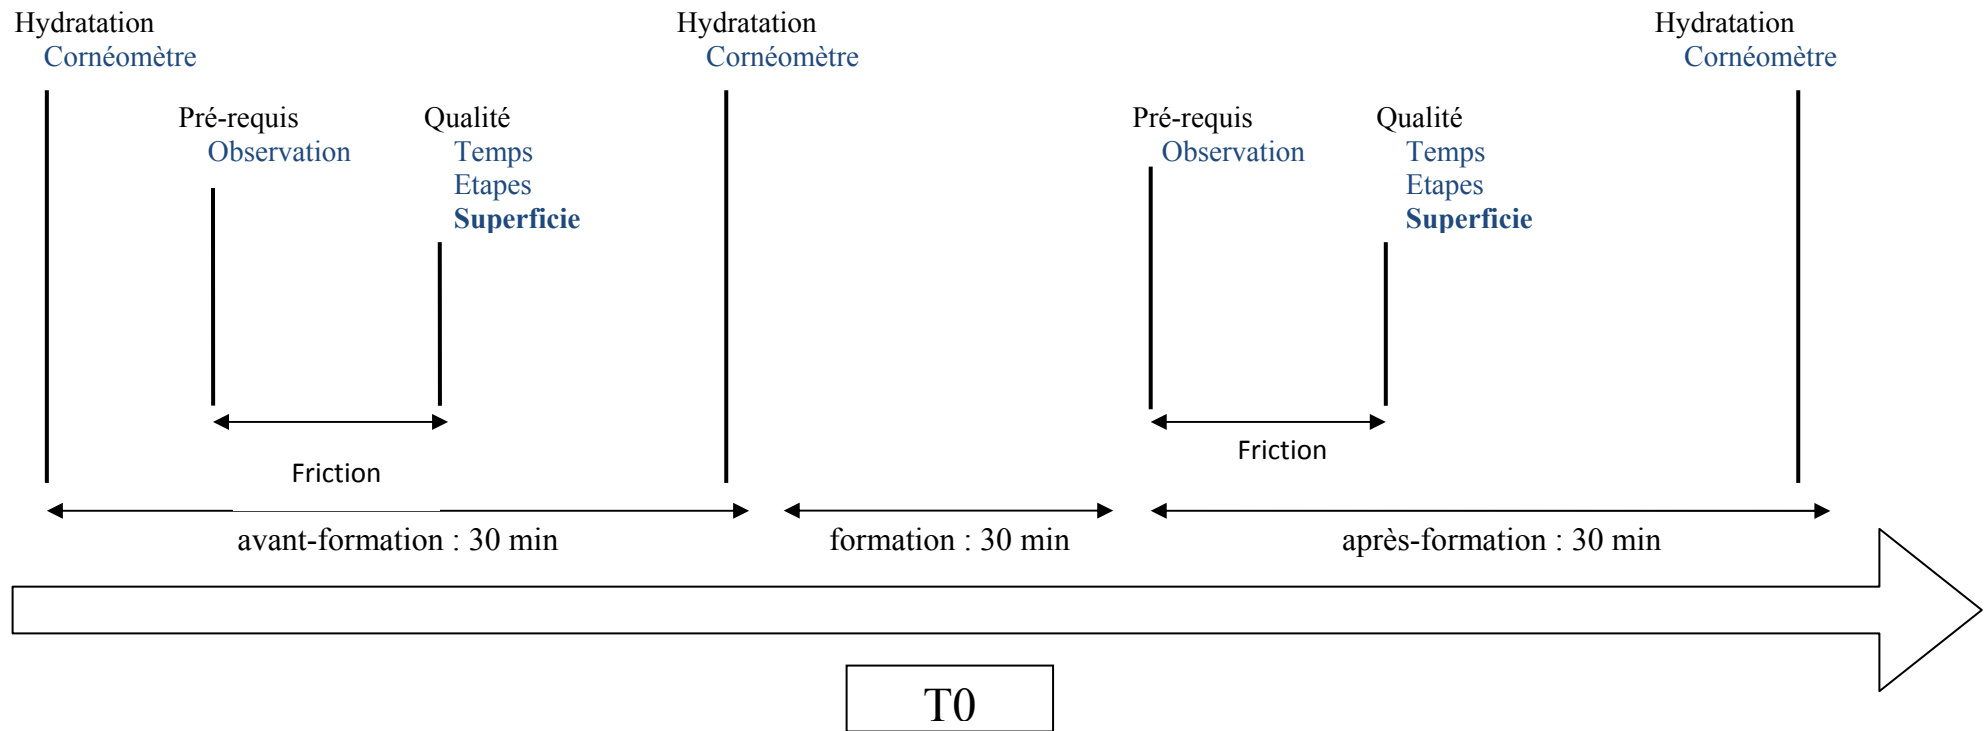 Hydratation
Cornéomètre
Hydratation
Cornéomètre
Hydratation
Cornéomètre
Pré-requis
Observation
Qualité
Temps
Etapes
Superficie
Pré-requis
Observation
Qualité
Temps
Etapes
Superficie
Friction
Friction
avant-formation : 30 min
formation : 30 min
après-formation : 30 min
T0